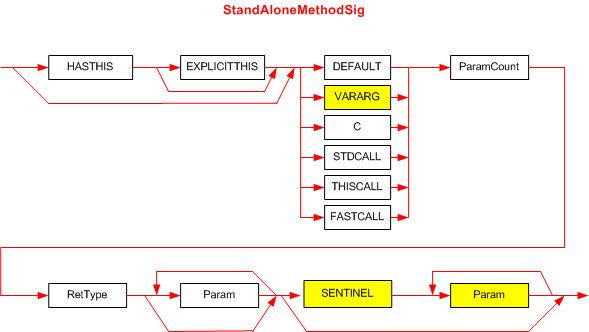 StandAloneMethodSig
HASTHIS
EXPLICITTHIS
DEFAULT
ParamCount
VARARG
C
STDCALL
THISCALL
FASTCALL
RetType
Param
SENTINEL
Param